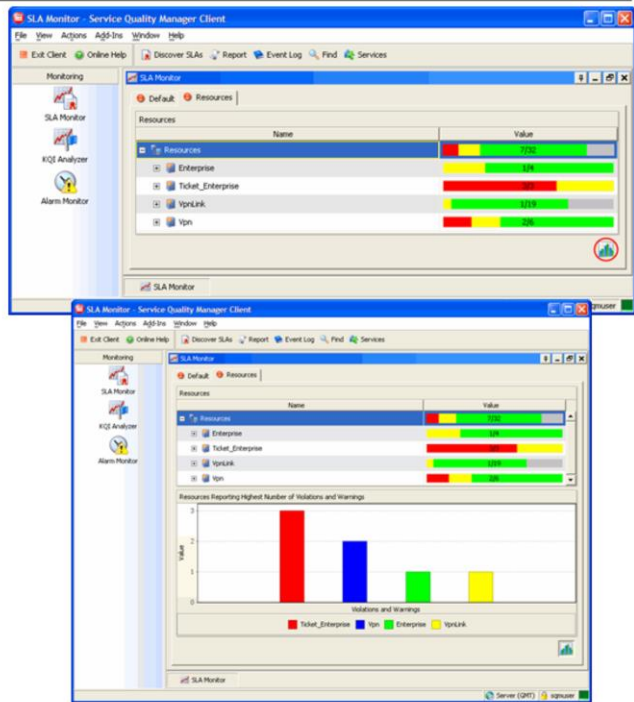 SLA Monitor - Service Quality Manager Client
File View Actions Add-Ins Window Help
Exit Client Online Help Discover SLAs Report Event Log Find Services
Monitoring
SLA Monitor
KQI Analyzer
Alarm Monitor
SLA Monitor
Default Resources
Resources
Name Value
Resources 7/32
Enterprise 1/4
Ticket_Enterprise
VpnLink 1/19
Vpn 2/6
SLA Monitor
SLA Monitor - Service Quality Manager Client
File View Actions Add-Ins Window Help
Exit Client Online Help Discover SLAs Report Event Log Find Services
Monitoring
SLA Monitor
KQI Analyzer
Alarm Monitor
SLA Monitor
Default Resources
Resources
Name Value
Resources 7/32
Enterprise 1/4
Ticket_Enterprise
VpnLink 1/19
Vpn 2/6
Resources Reporting Highest Number of Violations and Warnings
Value
3
2
1
0
Violations and Warnings
Ticket_Enterprise Vpn Enterprise VpnLink
SLA Monitor
Server (GMT) sqmuser